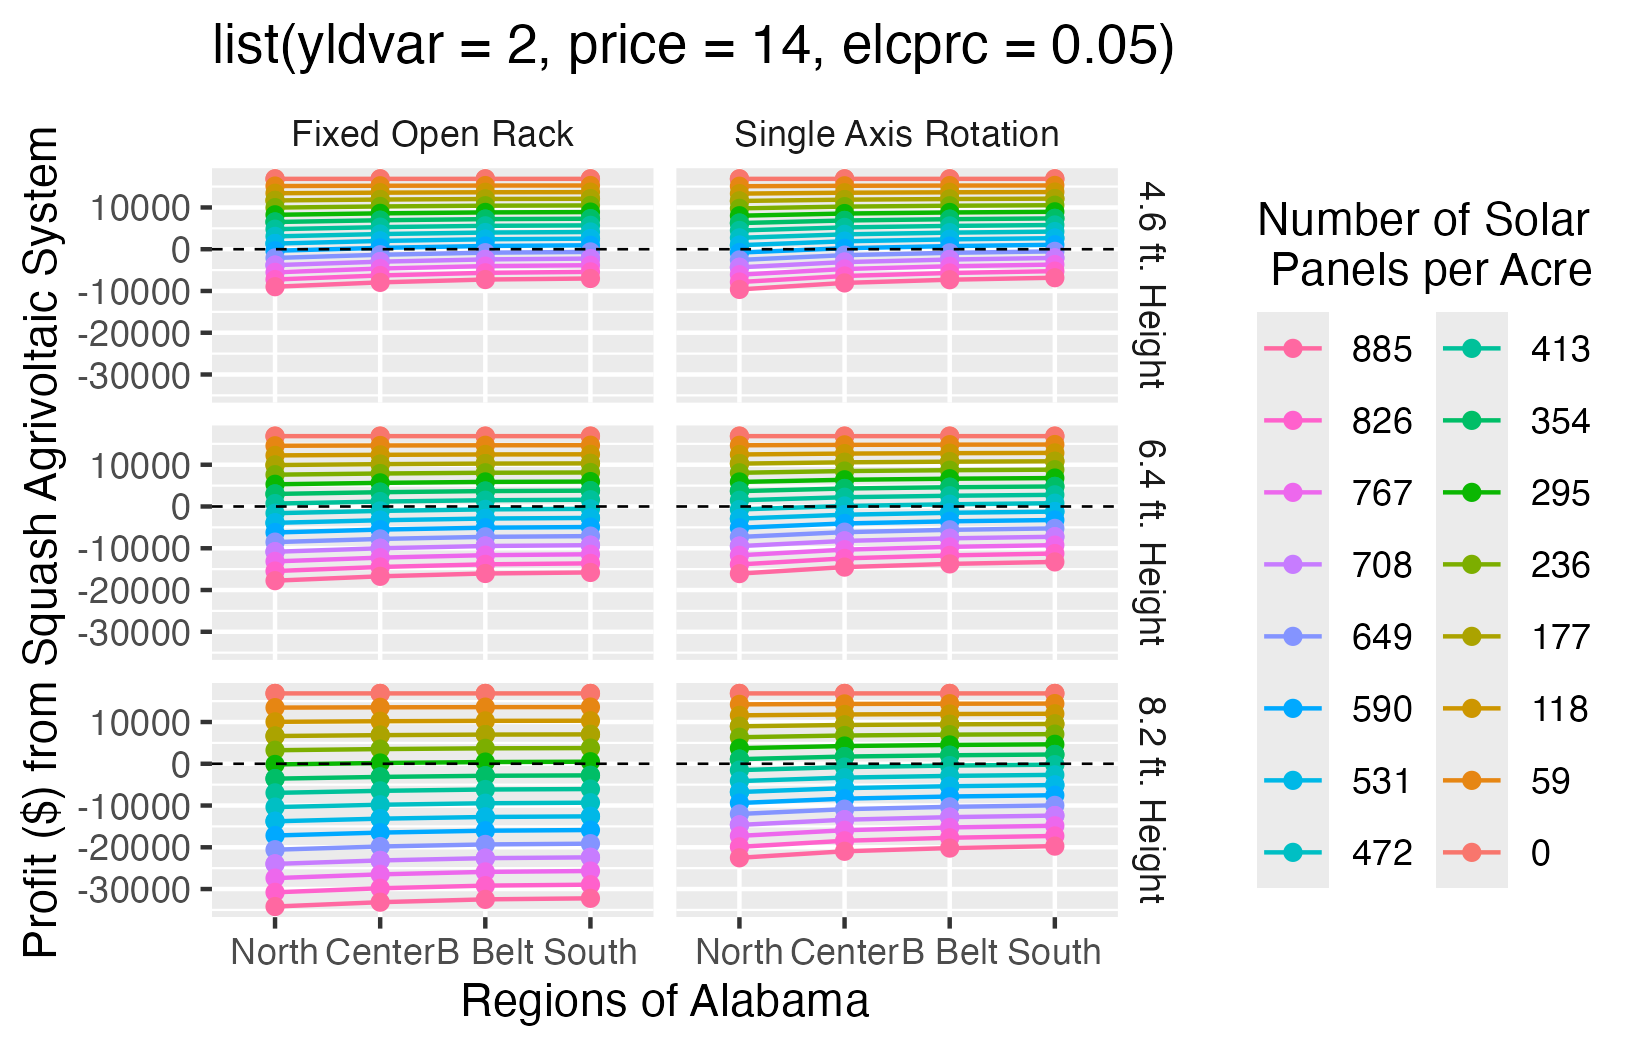 list(yldvar = 2, price = 14, elcprc = 0.05)
Profit ($) from Squash Agrivoltaic System
Fixed Open Rack
Single Axis Rotation
10000
0
-10000
-20000
-30000
4.6 ft. Height
10000
0
-10000
-20000
-30000
6.4 ft. Height
10000
0
-10000
-20000
-30000
8.2 ft. Height
North Center B Belt South
North Center B Belt South
Regions of Alabama
Number of Solar
Panels per Acre
885 413
826 354
767 295
708 236
649 177
590 118
531 59
472 0